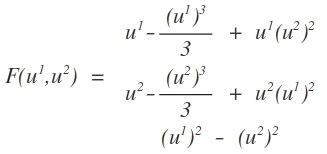 u¹ - (u¹)³/3 + u¹(u²)²
F(u¹,u²) = u² - (u²)³/3 + u²(u¹)²
(u¹)² - (u²)²